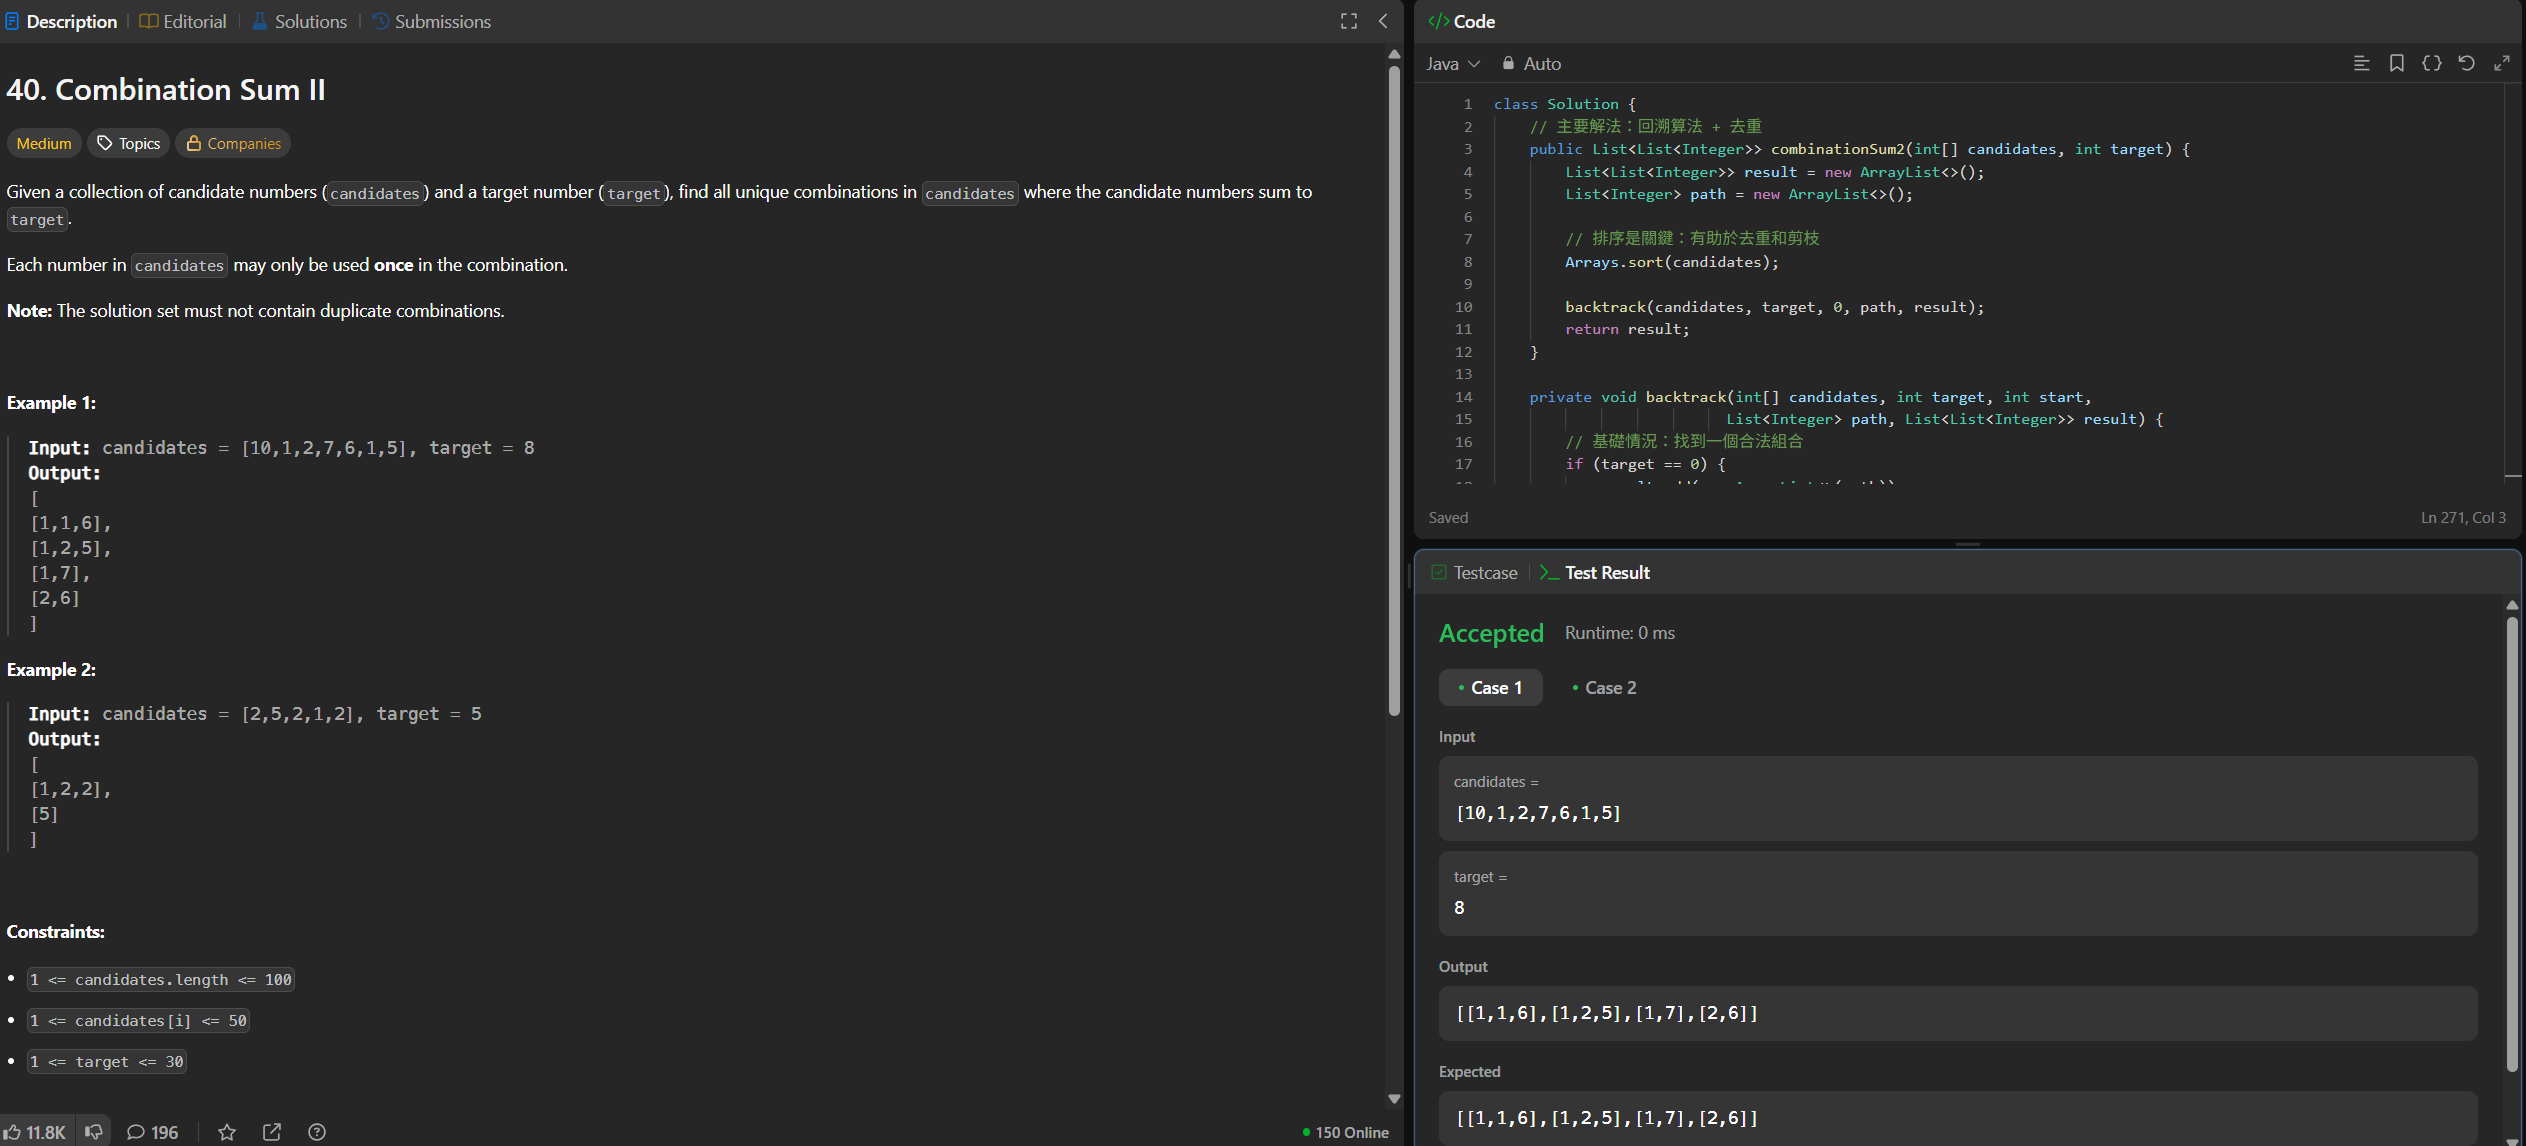 Description
Editorial
Solutions
Submissions
40. Combination Sum II
Medium
Topics
Companies
Given a collection of candidate numbers (candidates) and a target number (target), find all unique combinations in candidates where the candidate numbers sum to
target.
Each number in candidates may only be used once in the combination.
Note: The solution set must not contain duplicate combinations.
Example 1:
Input: candidates = [10,1,2,7,6,1,5], target = 8
Output:
[
[1,1,6],
[1,2,5],
[1,7],
[2,6]
]
Example 2:
Input: candidates = [2,5,2,1,2], target = 5
Output:
[
[1,2,2],
[5]
]
Constraints:
1 <= candidates.length <= 100
1 <= candidates[i] <= 50
1 <= target <= 30
11.8K
196
150 Online
</> Code
Java
Auto
1 class Solution {
2 // 主要解法：回溯算法 + 去重
3 public List<List<Integer>> combinationSum2(int[] candidates, int target) {
4 List<List<Integer>> result = new ArrayList<>();
5 List<Integer> path = new ArrayList<>();
6
7 // 排序是關鍵：有助於去重和剪枝
8 Arrays.sort(candidates);
9
10 backtrack(candidates, target, 0, path, result);
11 return result;
12 }
13
14 private void backtrack(int[] candidates, int target, int start,
15 List<Integer> path, List<List<Integer>> result) {
16 // 基礎情況：找到一個合法組合
17 if (target == 0) {
Saved
Ln 271, Col 3
Testcase
Test Result
Accepted
Runtime: 0 ms
Case 1
Case 2
Input
candidates =
[10,1,2,7,6,1,5]
target =
8
Output
[[1,1,6],[1,2,5],[1,7],[2,6]]
Expected
[[1,1,6],[1,2,5],[1,7],[2,6]]